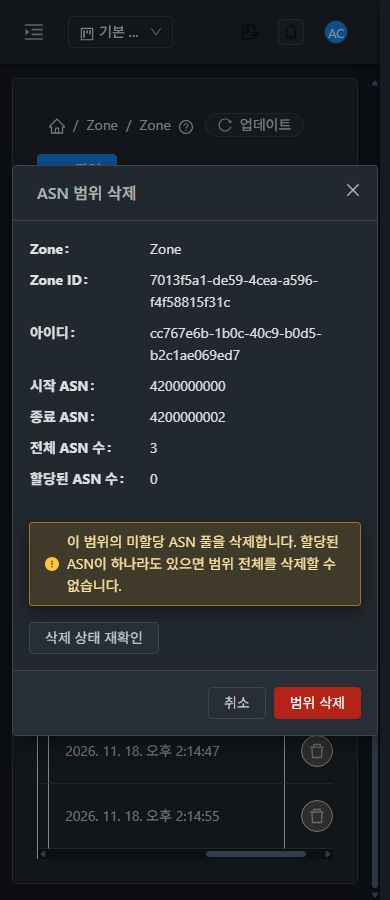 기본 ...
AC
/ Zone / Zone
업데이트
ASN 범위 삭제
Zone:
Zone
Zone ID:
7013f5a1-de59-4cea-a596-
f4f58815f31c
아이디:
cc767e6b-1b0c-40c9-b0d5-
b2c1ae069ed7
시작 ASN:
4200000000
종료 ASN:
4200000002
전체 ASN 수:
3
할당된 ASN 수:
0
이 범위의 미할당 ASN 풀을 삭제합니다. 할당된
ASN이 하나라도 있으면 범위 전체를 삭제할 수
없습니다.
삭제 상태 재확인
취소
범위 삭제
2026. 11. 18. 오후 2:14:47
2026. 11. 18. 오후 2:14:55